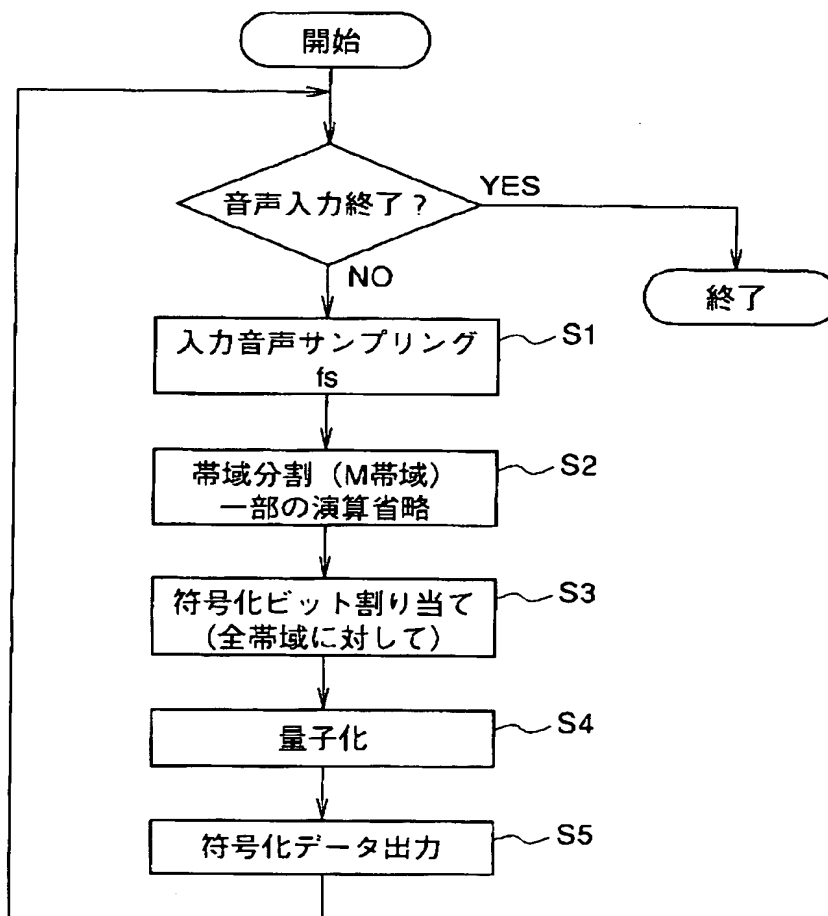 開始
音声入力終了？
YES
NO
終了
入力音声サンプリング
fs
S1
帯域分割（M帯域）
一部の演算省略
S2
符号化ビット割り当て
（全帯域に対して）
S3
量子化
S4
符号化データ出力
S5